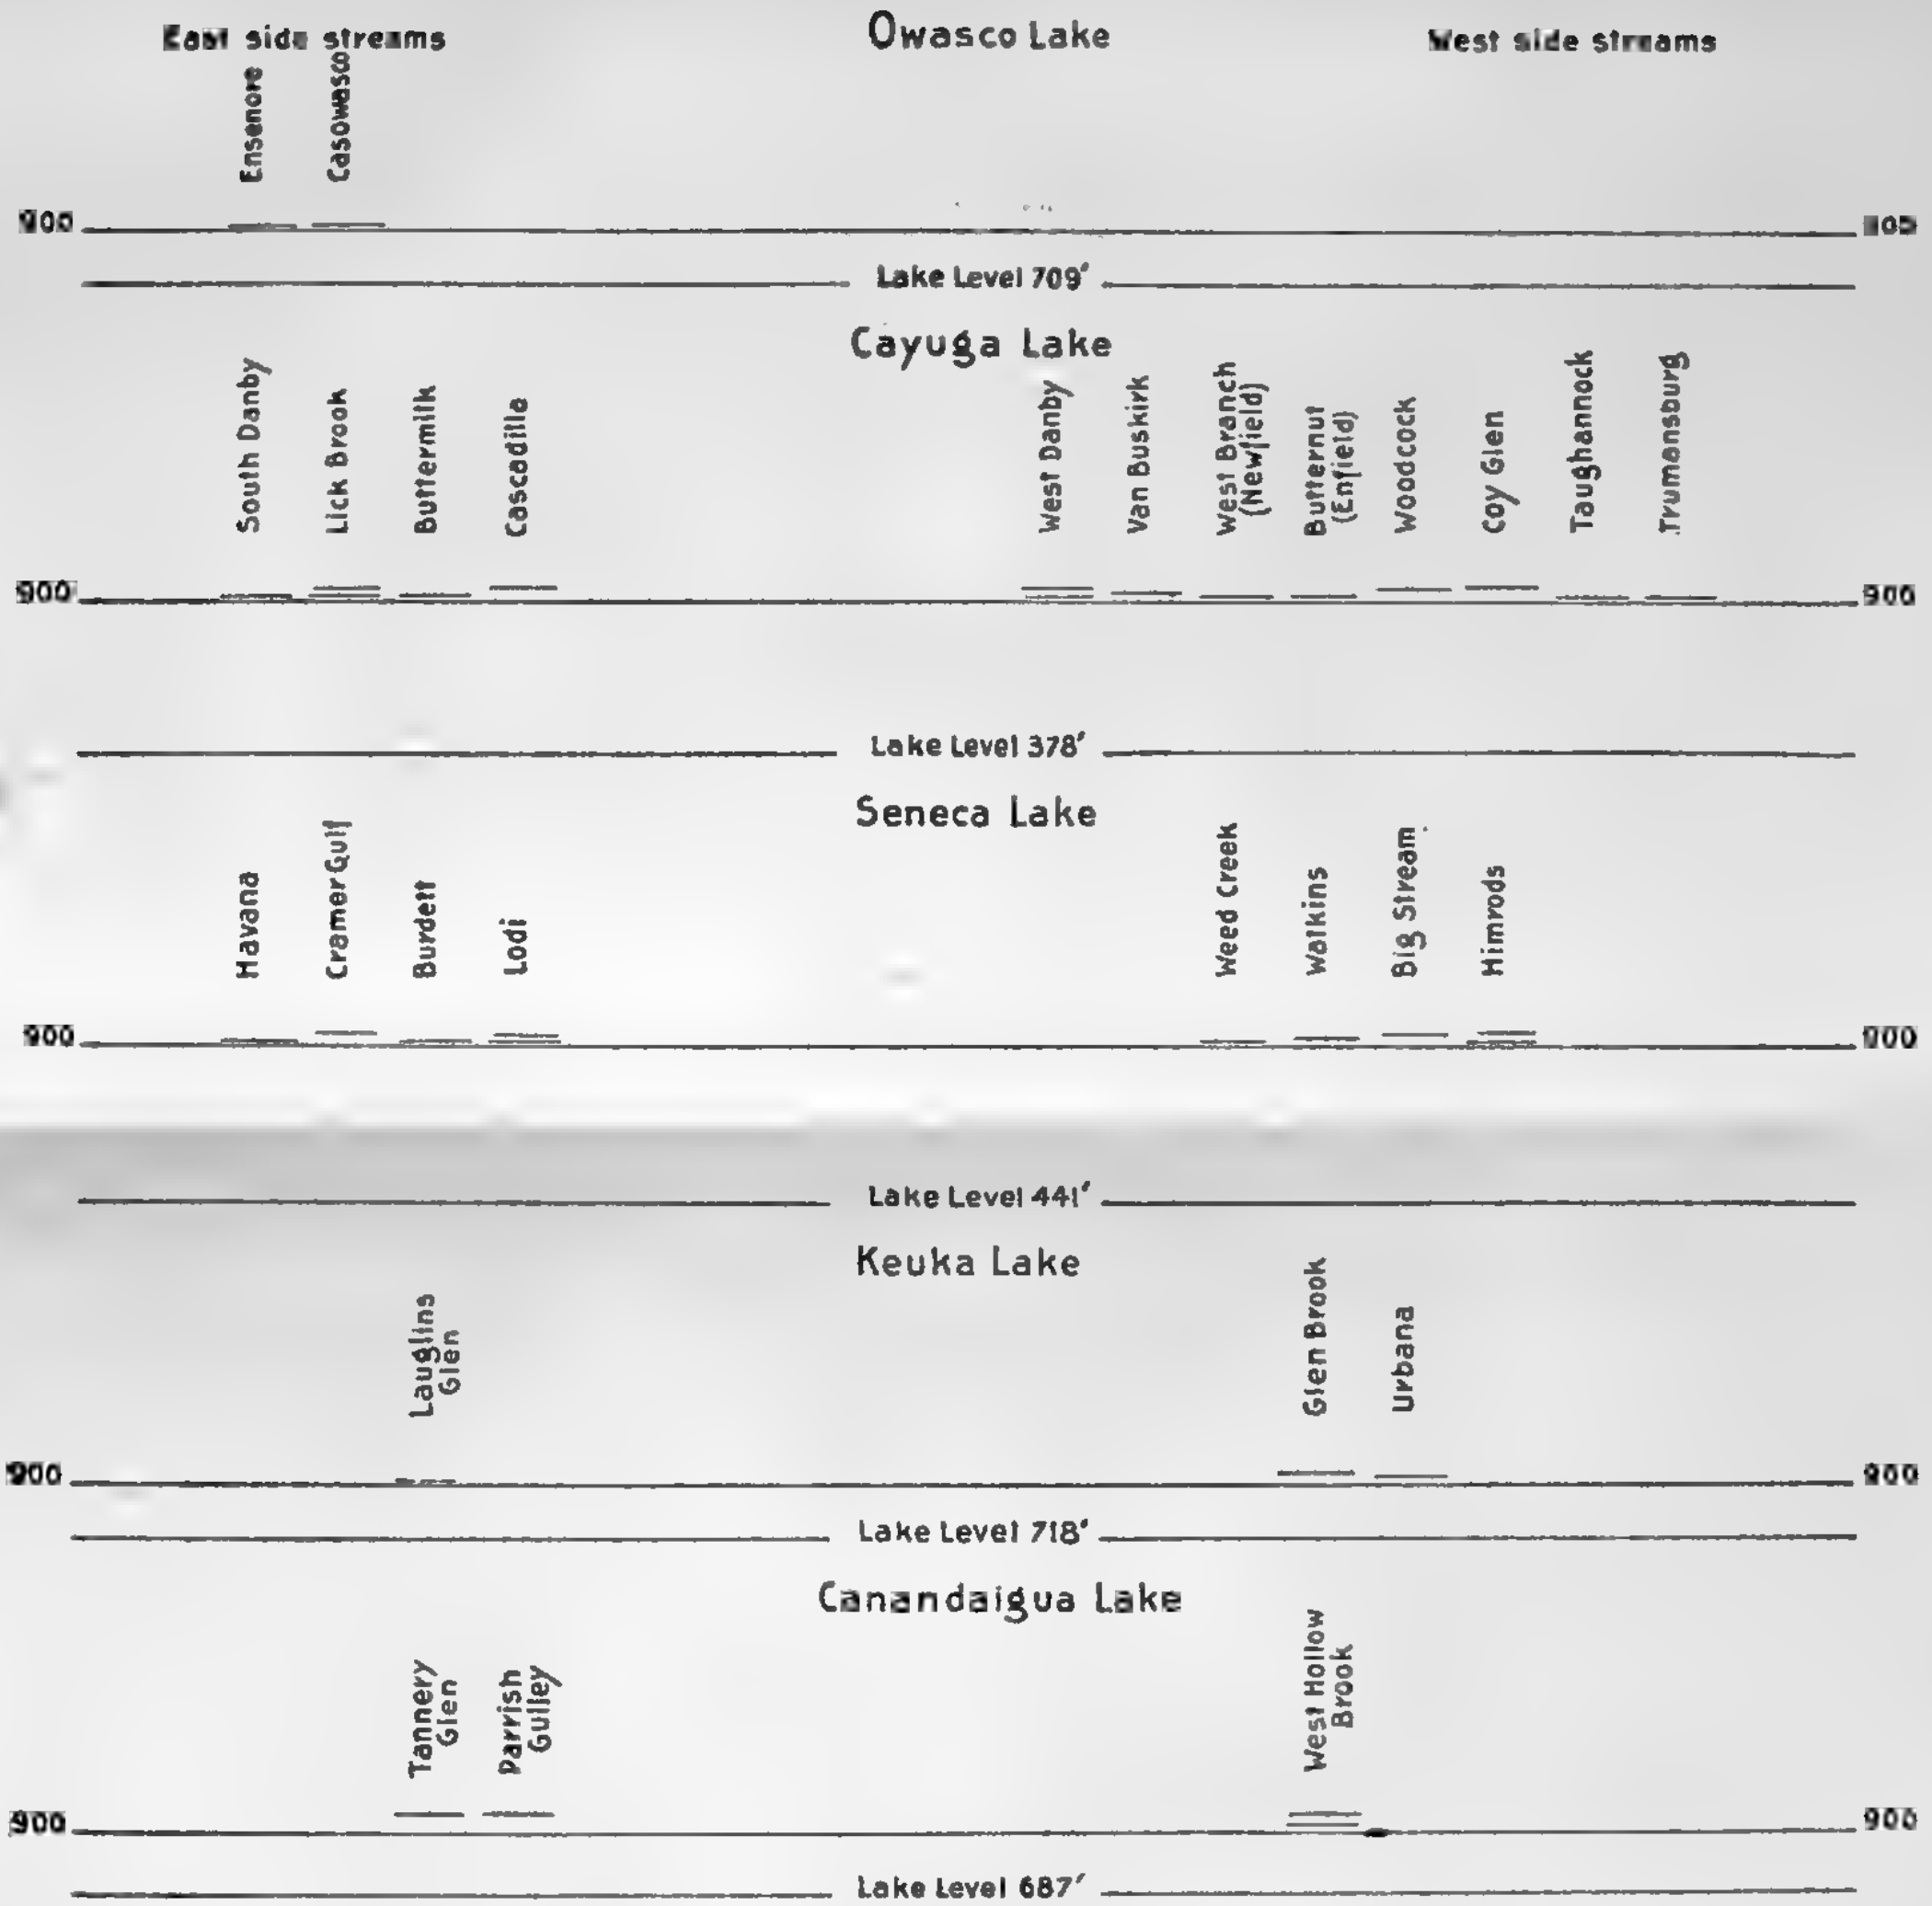 East side streams
Owasco Lake
West side streams
Ensenore
Casowasco
900
900
Lake Level 709'
Cayuga Lake
South Danby
Lick Brook
Buttermilk
Cascadilla
West Danby
Van Buskirk
West Branch
(Newfield)
Butternut
(Enfield)
Woodcock
Coy Glen
Taughannock
Trumansburg
900
900
Lake Level 378'
Seneca Lake
Havana
Cramer Gulf
Burdett
Lodi
Weed Creek
Watkins
Big Stream
Himrods
900
900
Lake Level 441'
Keuka Lake
Lauglins
Glen
Glen Brook
Urbana
900
900
Lake Level 718'
Canandaigua Lake
Tannery
Glen
Parrish
Gulley
West Hollow
Brook
900
900
Lake Level 687'